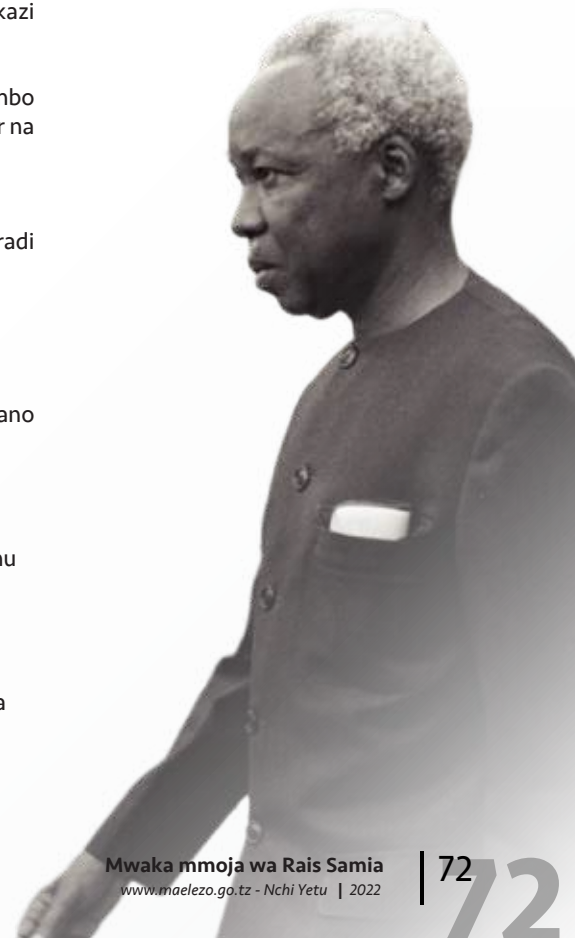 kazi
mbo
r na
radi
ano
nu
a
Mwaka mmoja wa Rais Samia
www.maelezo.go.tz - Nchi Yetu | 2022
72
72